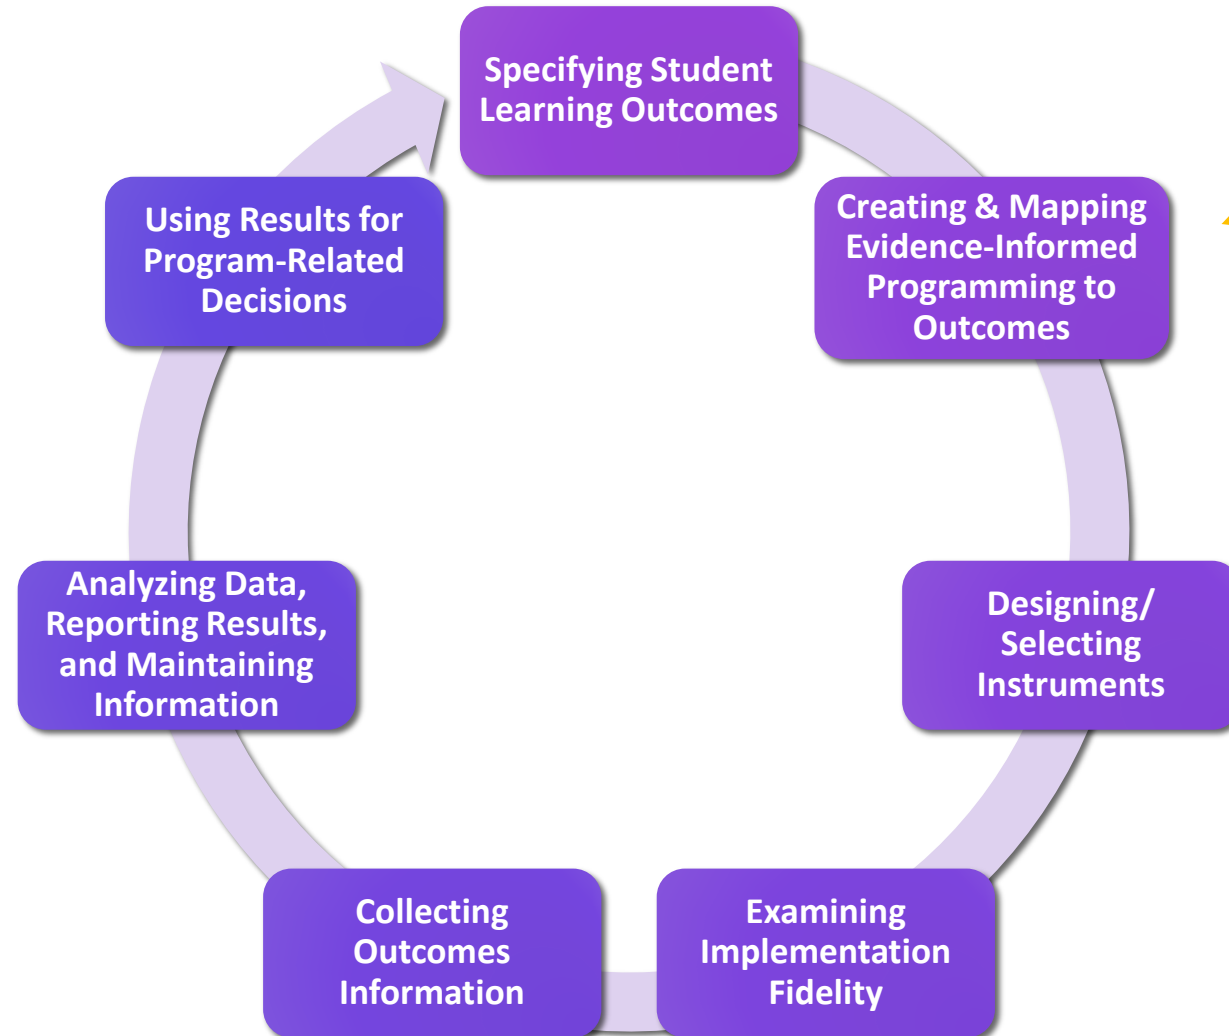 Specifying Student
Learning Outcomes
Creating & Mapping
Evidence-Informed
Programming to
Outcomes
Designing/
Selecting
Instruments
Examining
Implementation
Fidelity
Collecting
Outcomes
Information
Analyzing Data,
Reporting Results,
and Maintaining
Information
Using Results for
Program-Related
Decisions